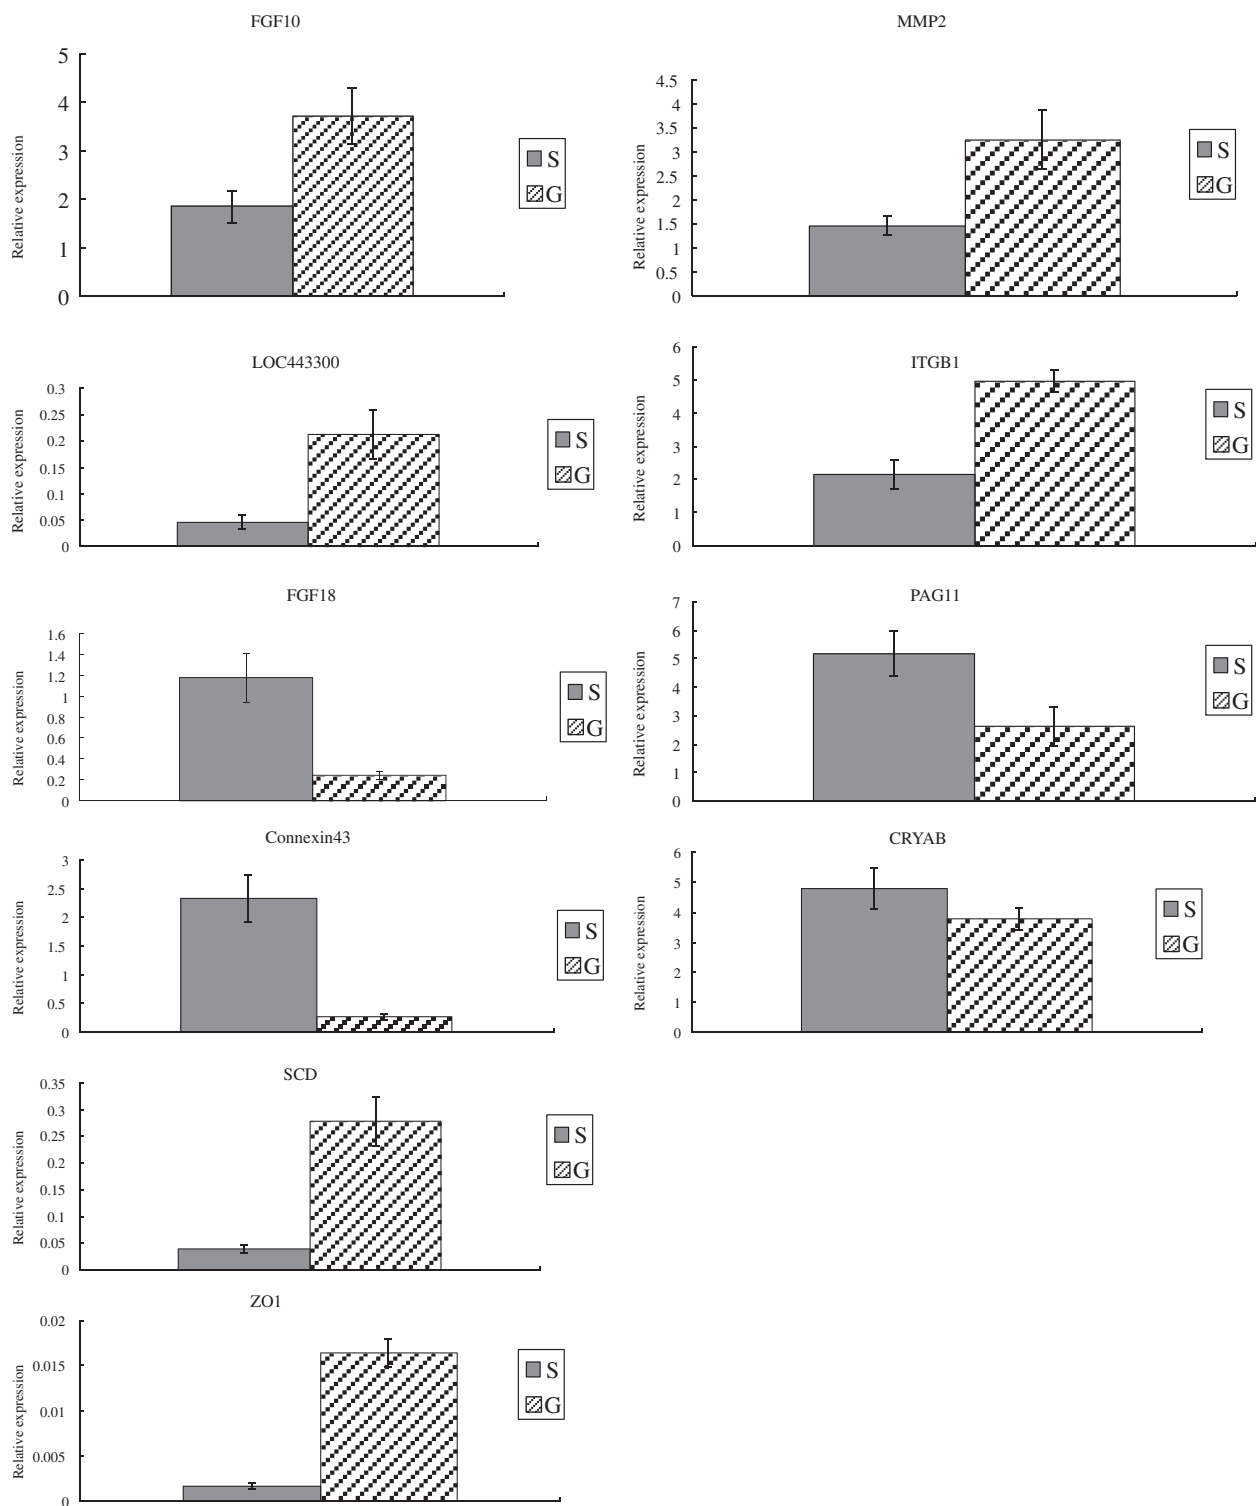 FGF10
Relative expression
5
4
3
2
1
0
S
G
MMP2
Relative expression
4.5
4
3.5
3
2.5
2
1.5
1
0.5
0
S
G
LOC443300
Relative expression
0.3
0.25
0.2
0.15
0.1
0.05
0
S
G
ITGB1
Relative expression
6
5
4
3
2
1
0
S
G
FGF18
Relative expression
1.6
1.4
1.2
1
0.8
0.6
0.4
0.2
0
S
G
PAG11
Relative expression
7
6
5
4
3
2
1
0
S
G
Connexin43
Relative expression
3
2.5
2
1.5
1
0.5
0
S
G
CRYAB
Relative expression
6
5
4
3
2
1
0
S
G
SCD
Relative expression
0.35
0.3
0.25
0.2
0.15
0.1
0.05
0
S
G
ZO1
Relative expression
0.02
0.015
0.01
0.005
0
S
G